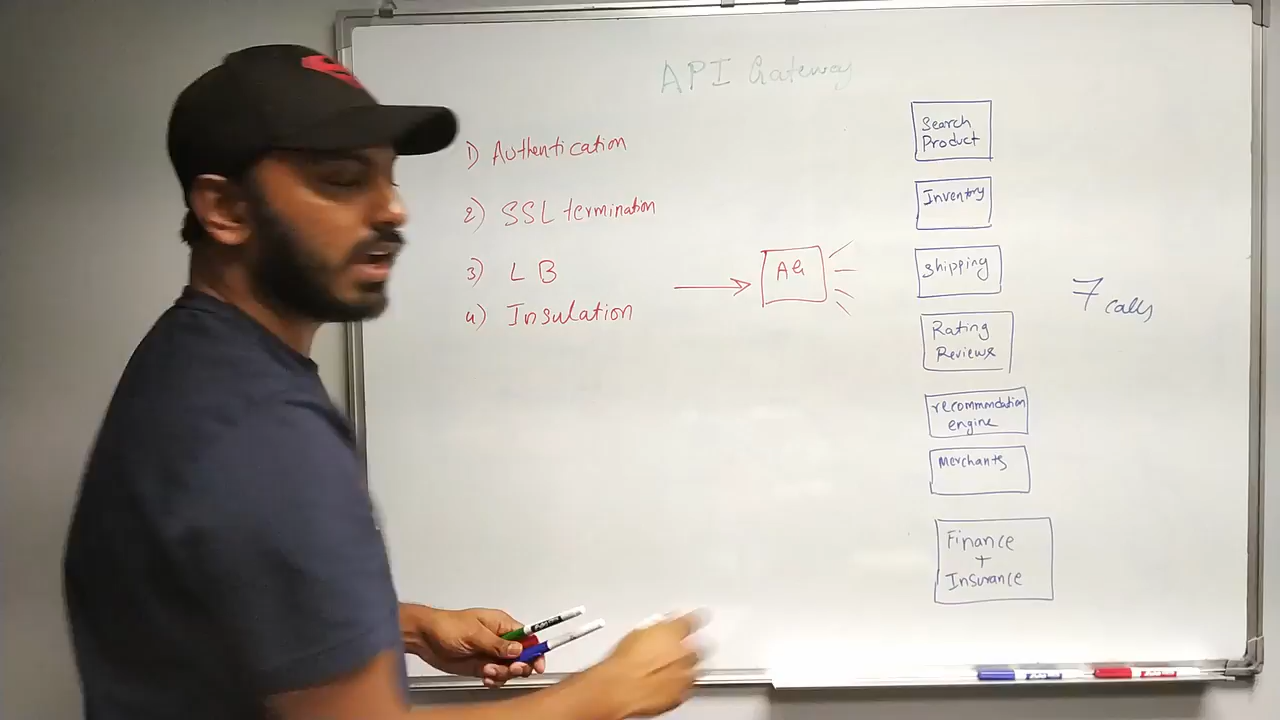 API Gateway
1) Authentication
2) SSL termination
3) LB
4) Insulation
AG
Search
Product
Inventory
Shipping
Rating
Reviews
recommndation
engine
Merchants
Finance
+
Insurance
7 calls